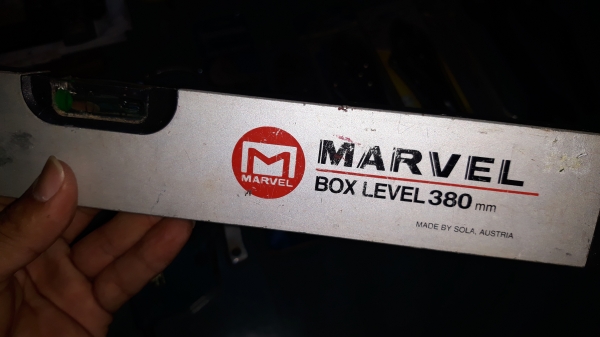 M
MARVEL
MARVEL
BOX LEVEL 380 mm
MADE BY SOLA, AUSTRIA